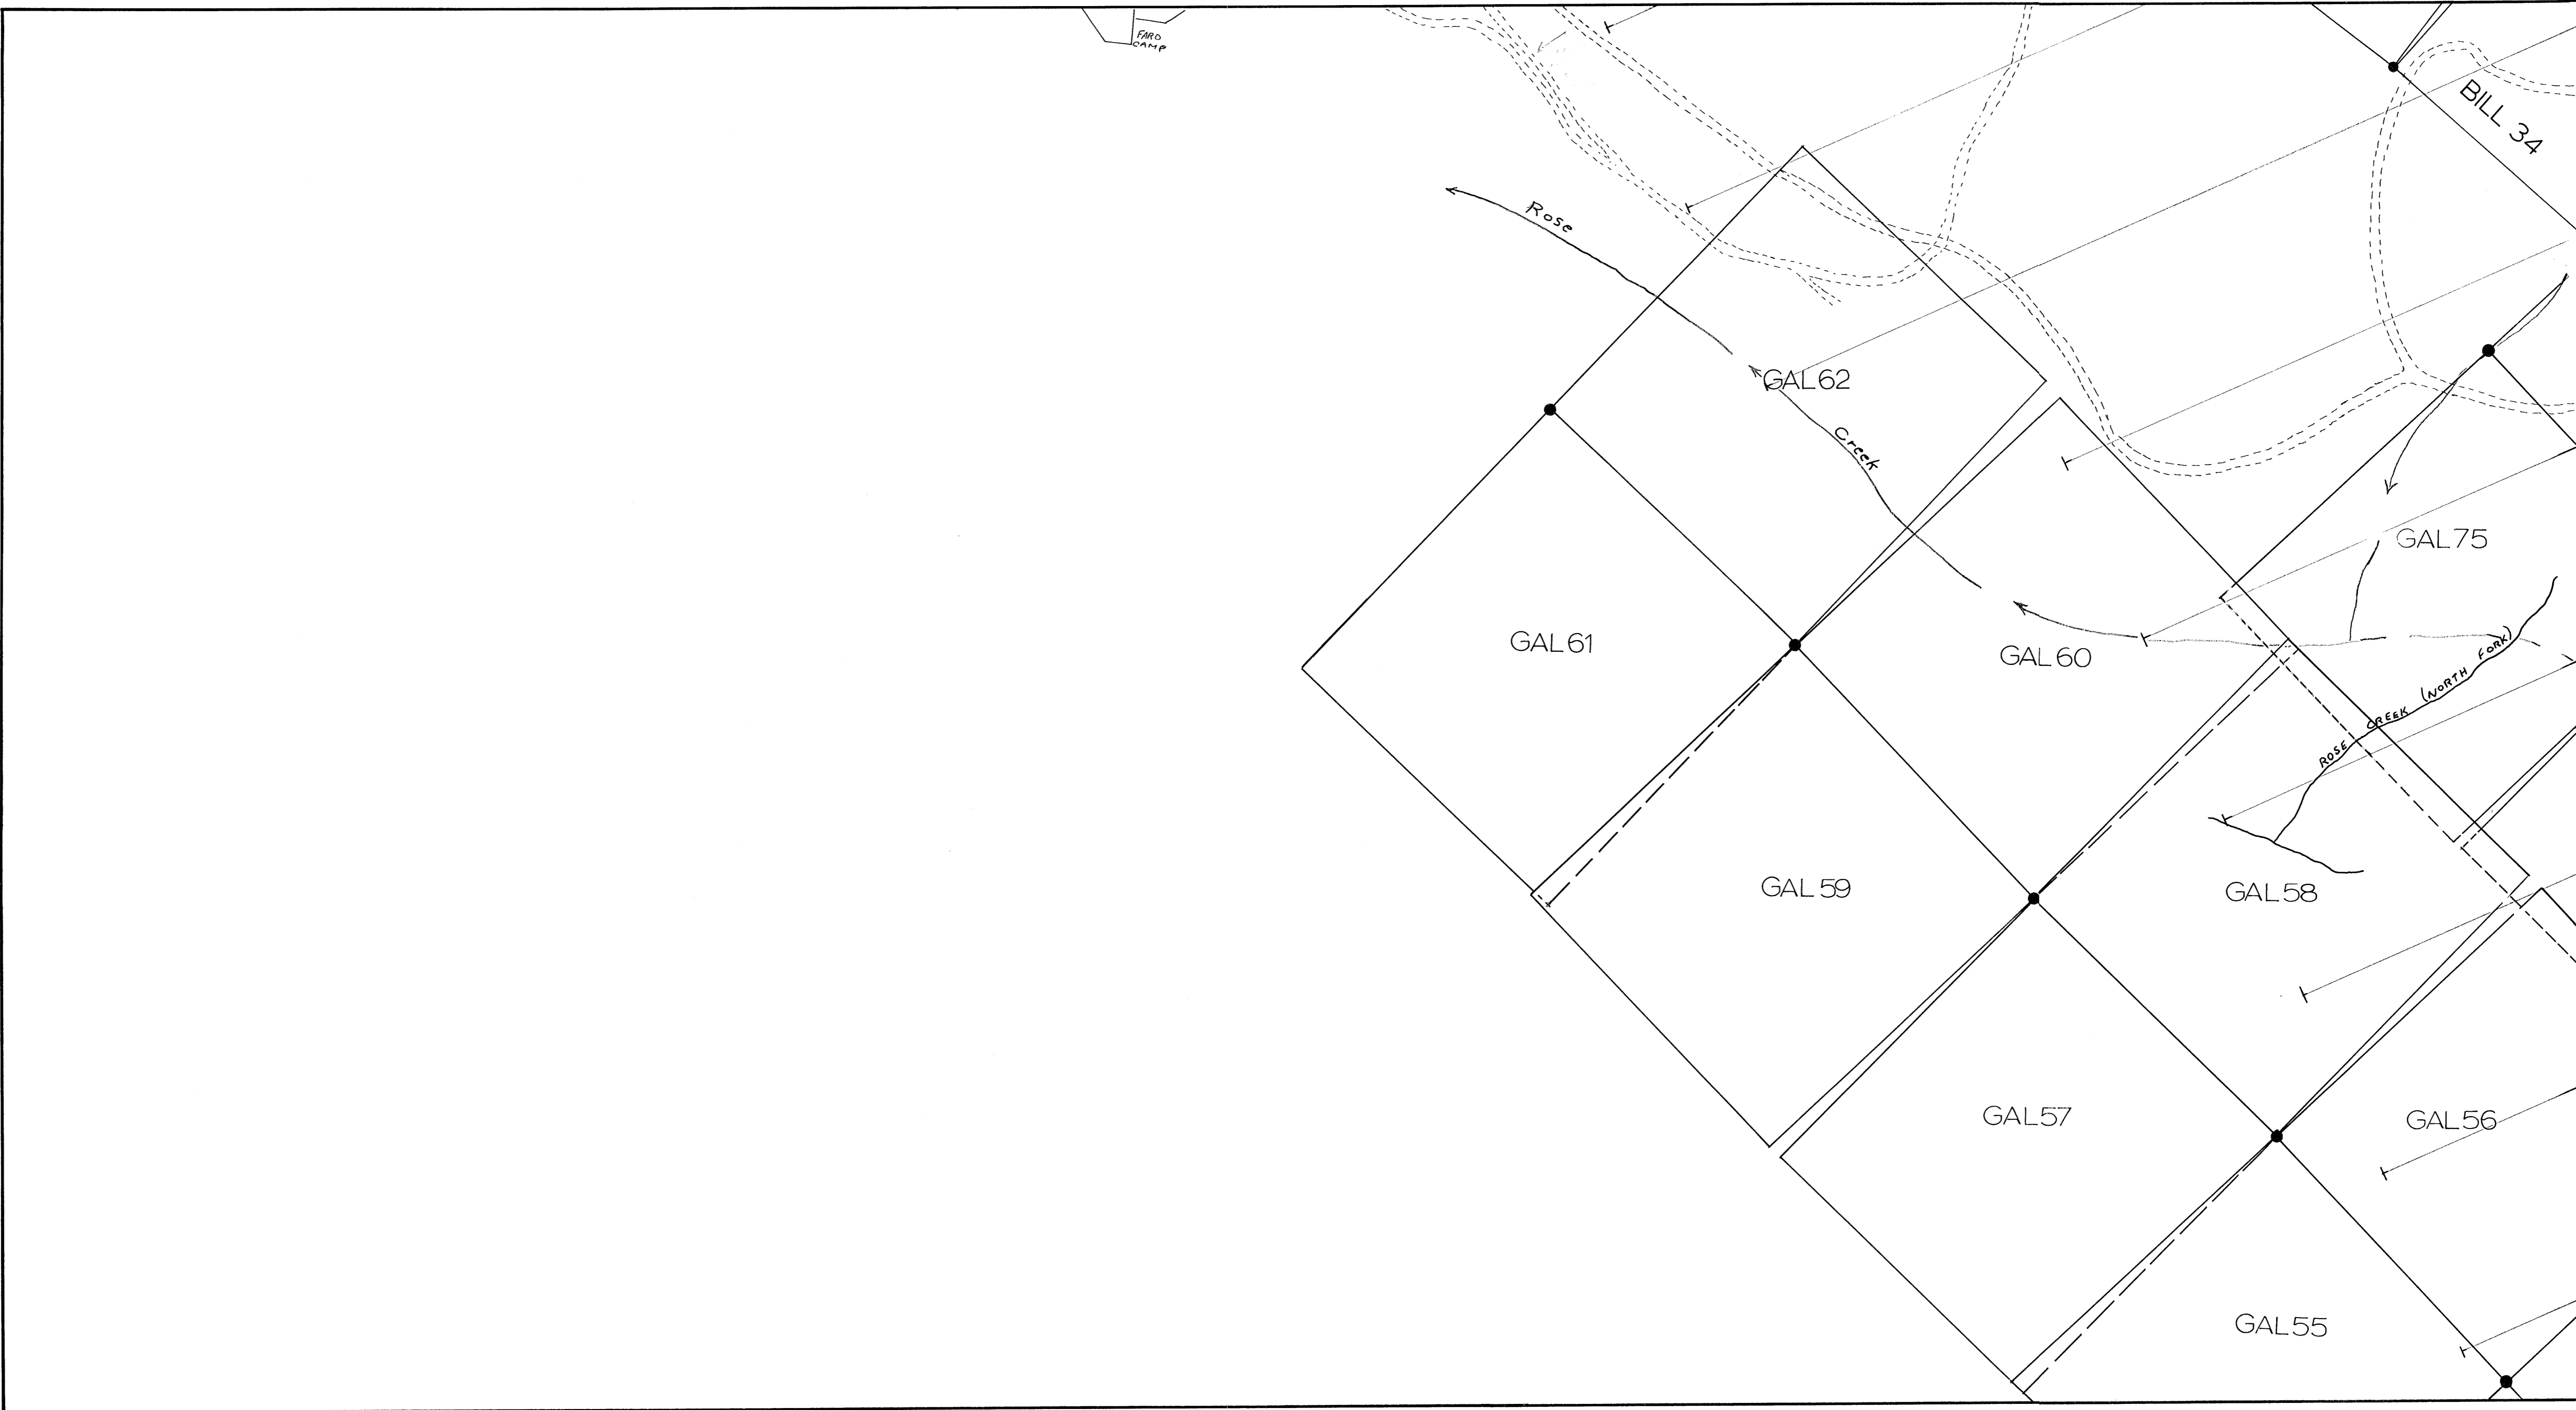 FARO
CAMP
BILL 34
Rose
GAL62
Creek
GAL75
GAL61
GAL60
ROSE CREEK (NORTH FORK)
GAL59
GAL58
GAL57
GAL56
GAL55